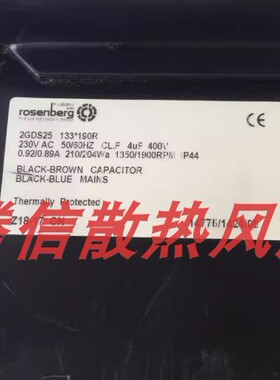 rosenberg
2GDS25 133*190R
230V AC 50/60HZ CL.F 4uF 400V
0.92/0.89A 210/204Wa 1350/1900RPM IP44
BLACK-BROWN CAPACITOR
BLACK-BLUE MAINS
Thermally Protected
信散热风